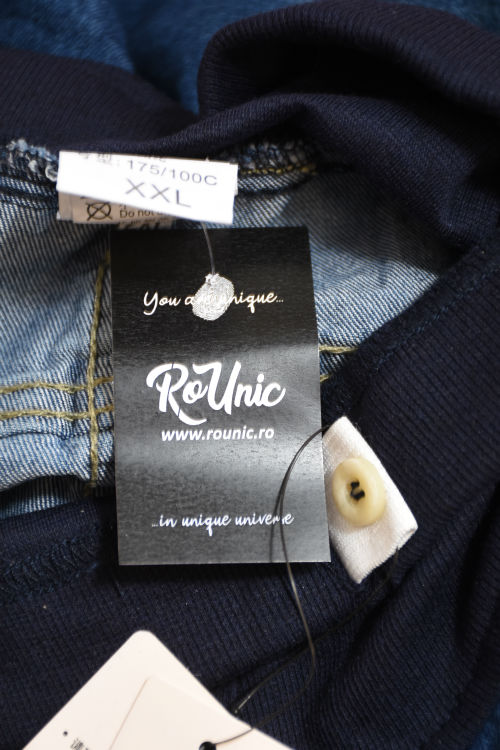 175/100C
XXL
Do not
You are unique...
RoUnic
www.rounic.ro
...in unique universe